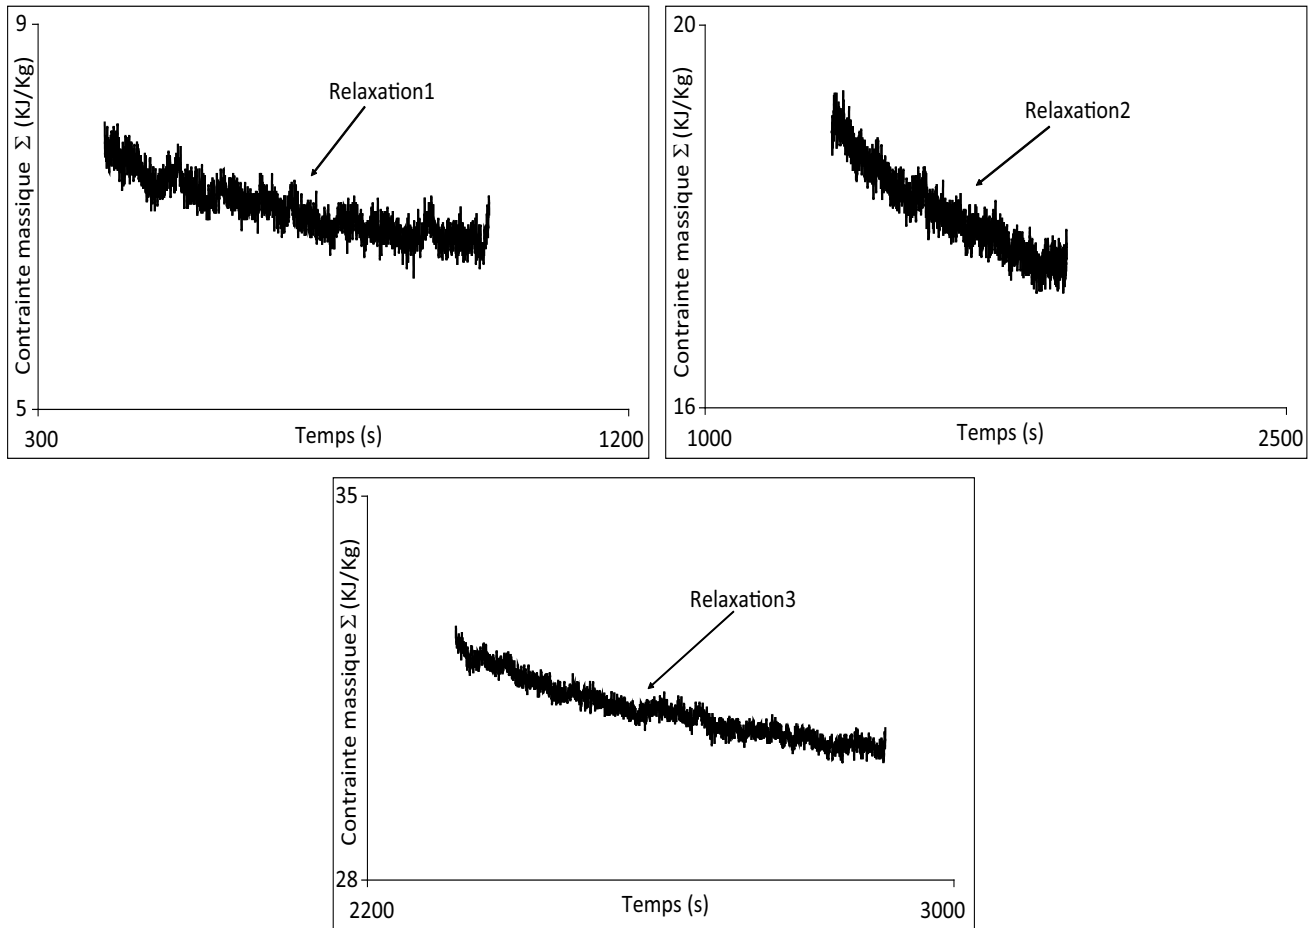 9
Contrainte massique Σ (KJ/Kg)
Relaxation1
5
300
Temps (s)
1200
20
Contrainte massique Σ (KJ/Kg)
Relaxation2
16
1000
Temps (s)
2500
35
Contrainte massique Σ (KJ/Kg)
Relaxation3
28
2200
Temps (s)
3000